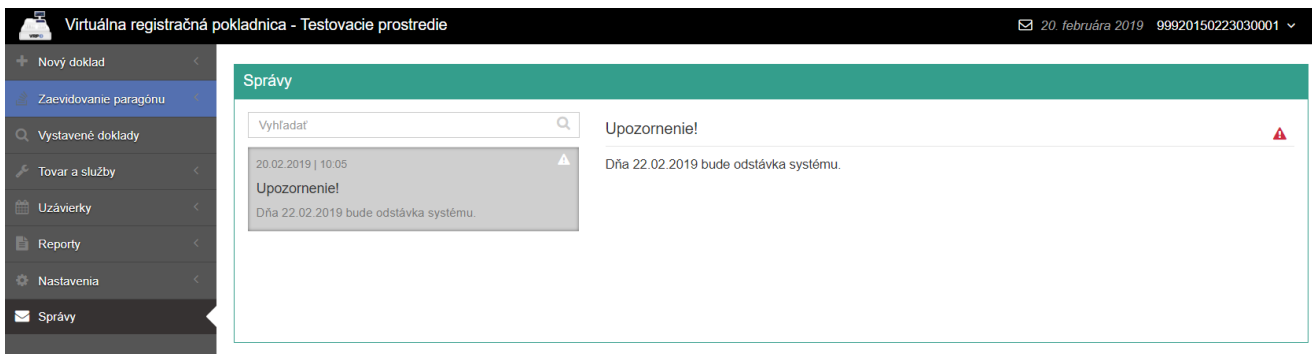 Virtuálna registračná pokladnica - Testovacie prostredie
20. februára 2019 99920150223030001
Nový doklad
Zaevidovanie paragónu
Vystavené doklady
Tovar a služby
Uzávierky
Reporty
Nastavenia
Správy
Správy
Vyhľadať
20.02.2019 | 10:05
Upozornenie!
Dňa 22.02.2019 bude odstávka systému.
Upozornenie!
Dňa 22.02.2019 bude odstávka systému.